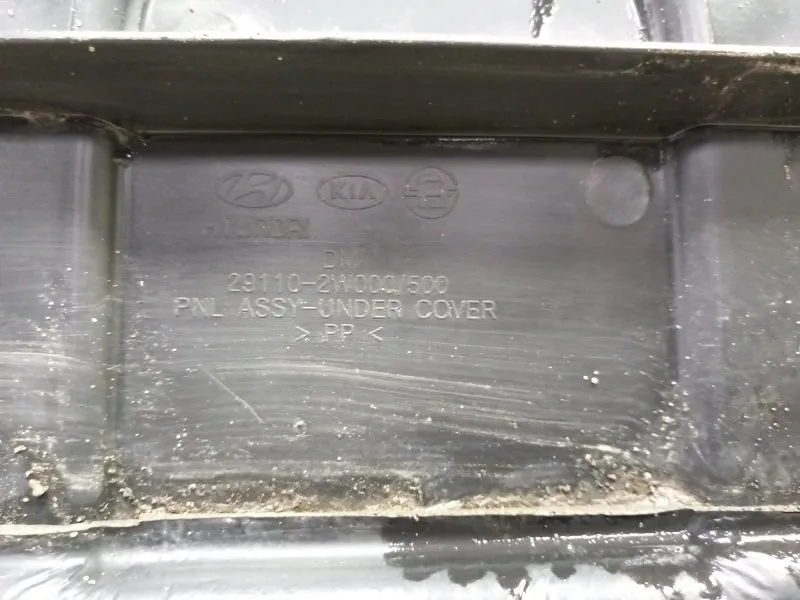 KIA
HYUNDAI
DM
29110-2W000/500
PNL ASSY-UNDER COVER
> PP <